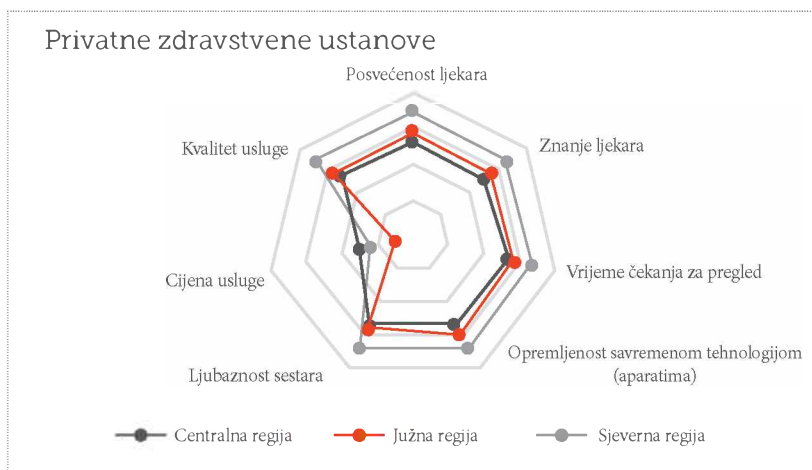 Privatne zdravstvene ustanove
Posvećenost ljekara
Kvalitet usluge
Znanje ljekara
Cijena usluge
Vrijeme čekanja za pregled
Ljubaznost sestara
Opremljenost savremenom tehnologijom
(aparatima)
Centralna regija
Južna regija
Sjeverna regija